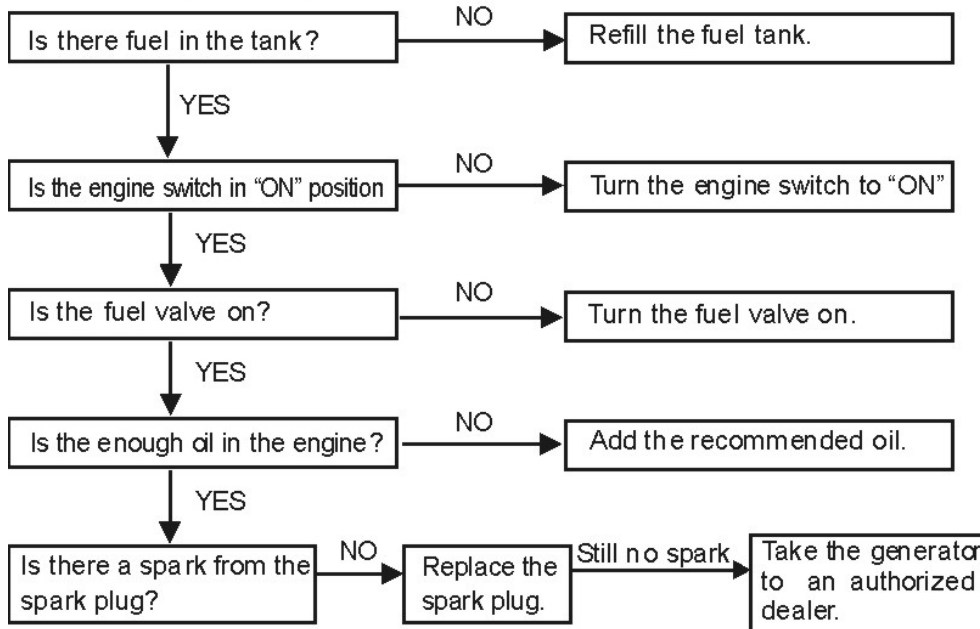 Is there fuel in the tank?
NO
Refill the fuel tank.
YES
Is the engine switch in “ON” position
NO
Turn the engine switch to “ON”
YES
Is the fuel valve on?
NO
Turn the fuel valve on.
YES
Is the enough oil in the engine?
NO
Add the recommended oil.
YES
Is there a spark from the
spark plug?
NO
Replace the
spark plug.
Still no spark
Take the generator
to an authorized
dealer.